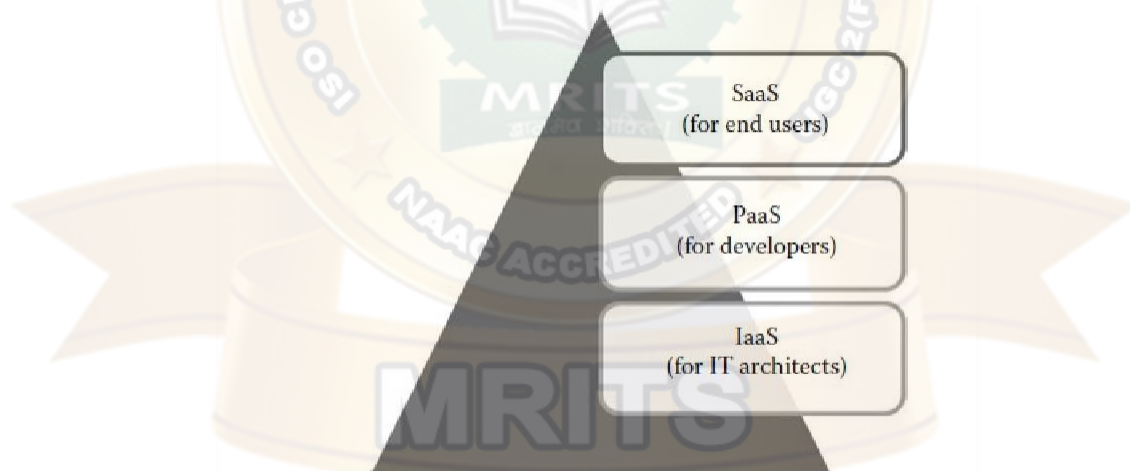 SaaS
(for end users)
PaaS
(for developers)
IaaS
(for IT architects)
MRITS
NAAC ACCREDITED
MRITS